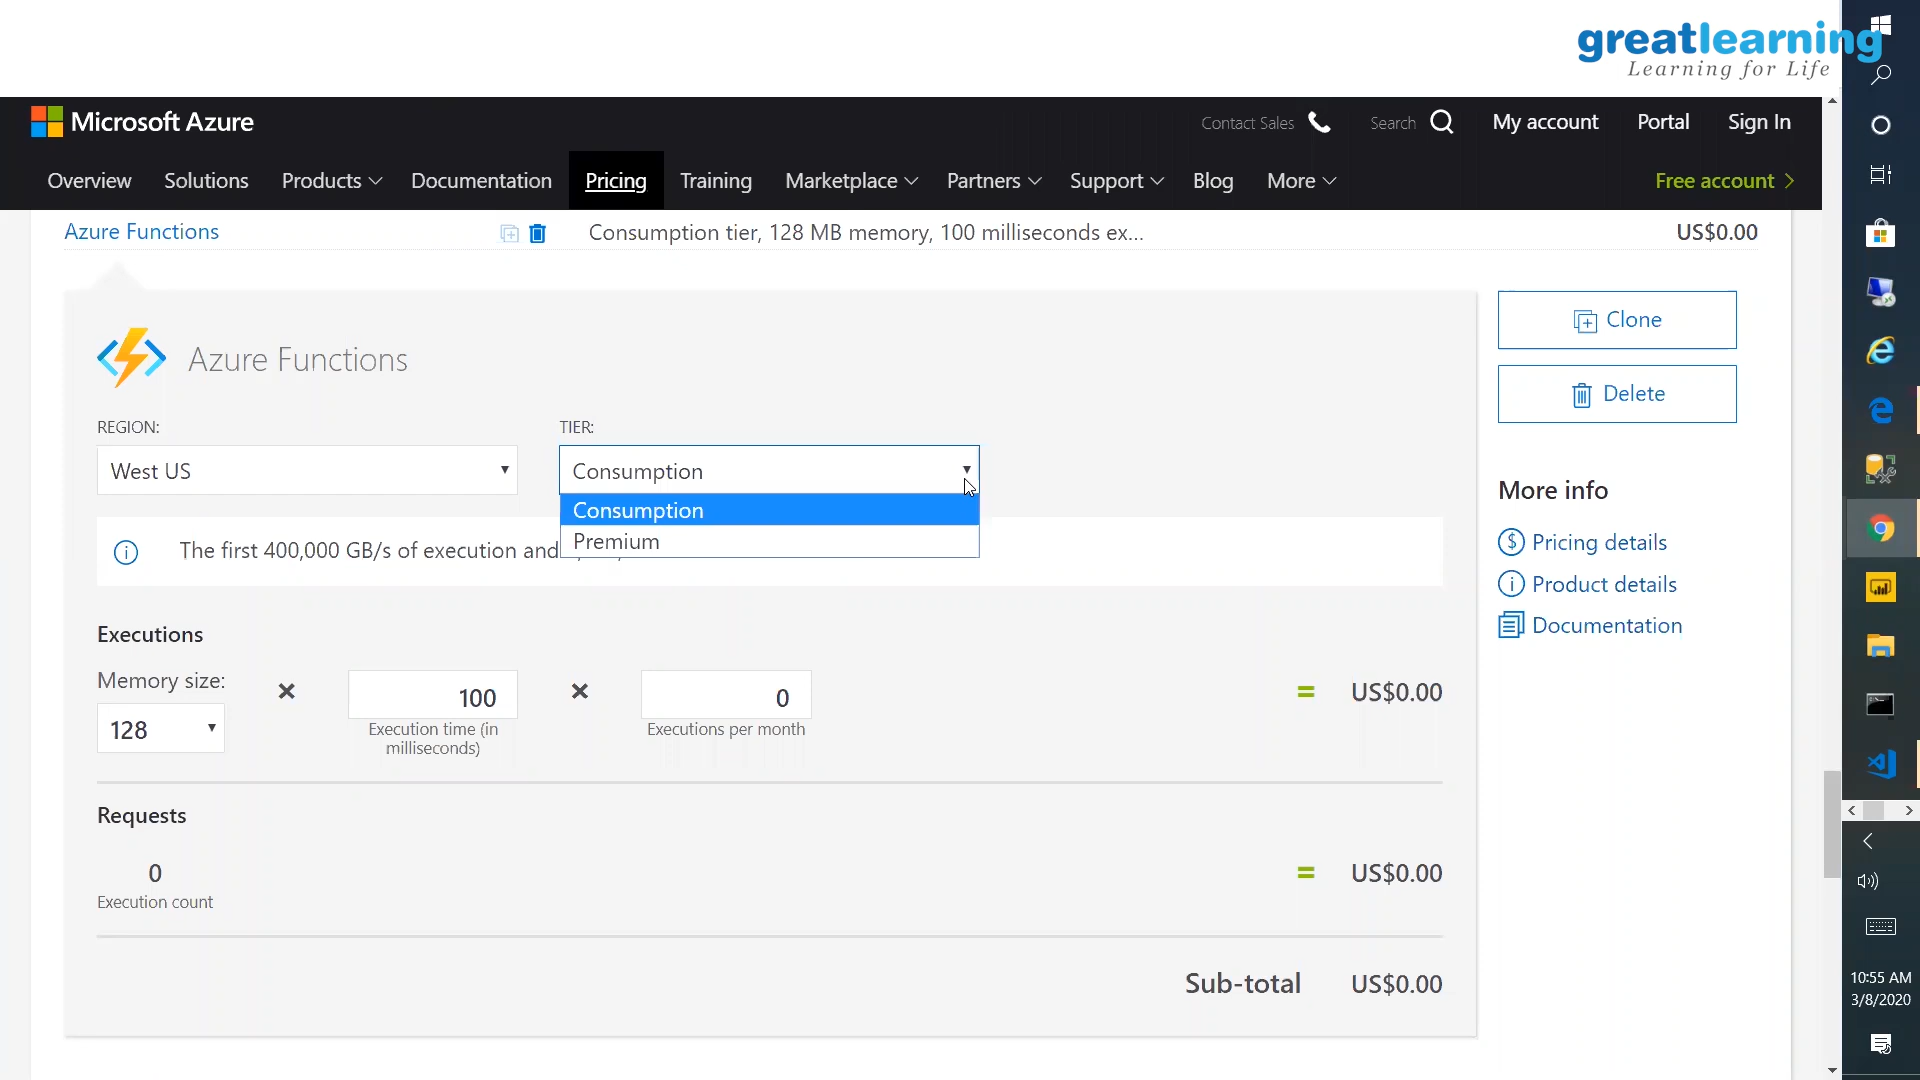 greatlearning
Learning for Life
Microsoft Azure
Contact Sales
Search
My account
Portal
Sign In
Overview
Solutions
Products
Documentation
Pricing
Training
Marketplace
Partners
Support
Blog
More
Free account
Azure Functions
Consumption tier, 128 MB memory, 100 milliseconds ex...
US$0.00
Azure Functions
Clone
Delete
REGION:
TIER:
West US
Consumption
Consumption
Premium
The first 400,000 GB/s of execution and
More info
Pricing details
Product details
Documentation
Executions
Memory size:
128
100
Execution time (in
milliseconds)
0
Executions per month
= US$0.00
Requests
0
Execution count
= US$0.00
Sub-total US$0.00
10:55 AM
3/8/2020